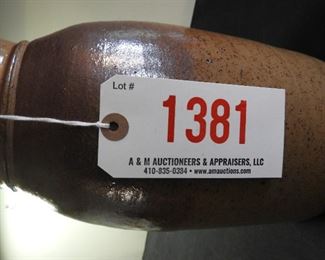 Lot #
1381
A & M AUCTIONEERS & APPRAISERS, LLC
410-835-0384 • www.amauctions.com